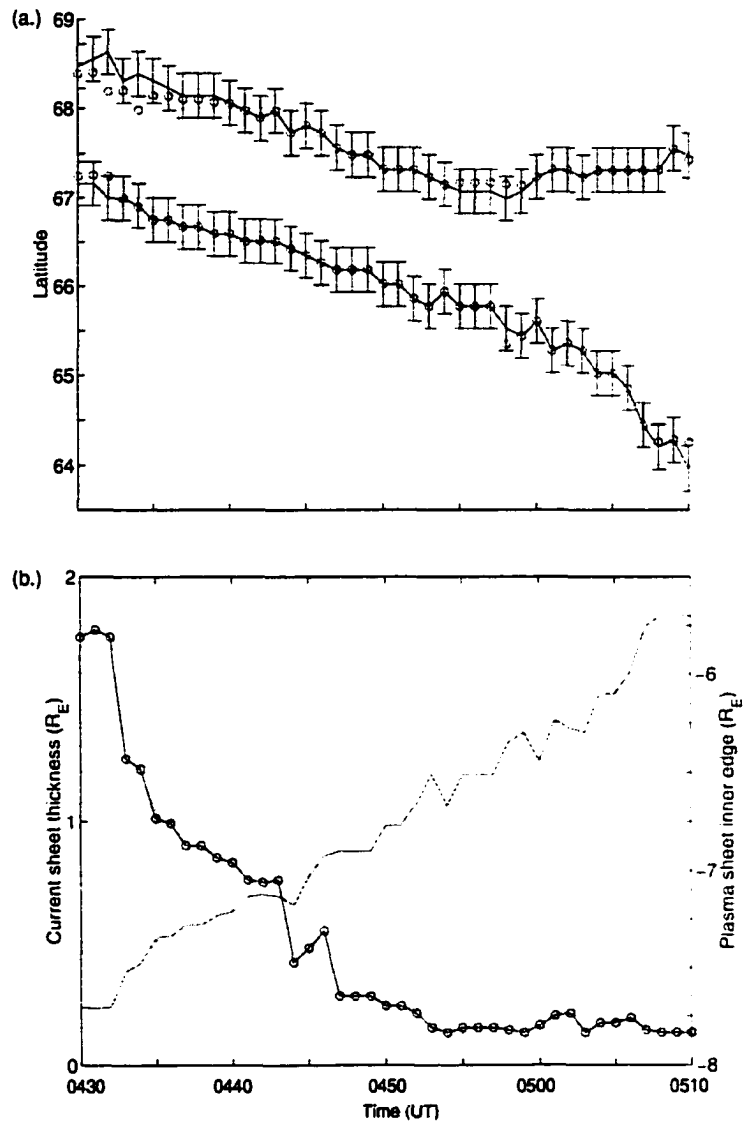 (a.)
69
68
67
66
65
64
Latitude
(b.)
2
1
0
Current sheet thickness (R_E)
-6
-7
-8
Plasma sheet inner edge (R_E)
0430
0440
0450
0500
0510
Time (UT)